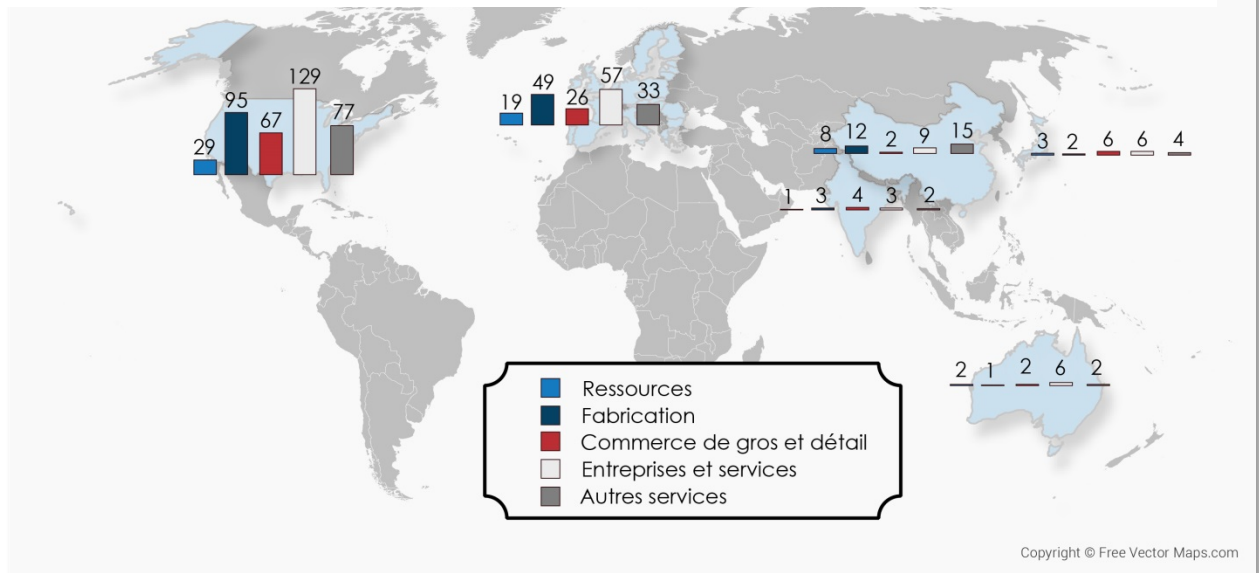 29 95 67 129 77
19 49 26 57 33
8 12 2 9 15
3 2 6 6 4
1 3 4 3 2
2 1 2 6 2
Ressources
Fabrication
Commerce de gros et détail
Entreprises et services
Autres services
Copyright © Free Vector Maps.com